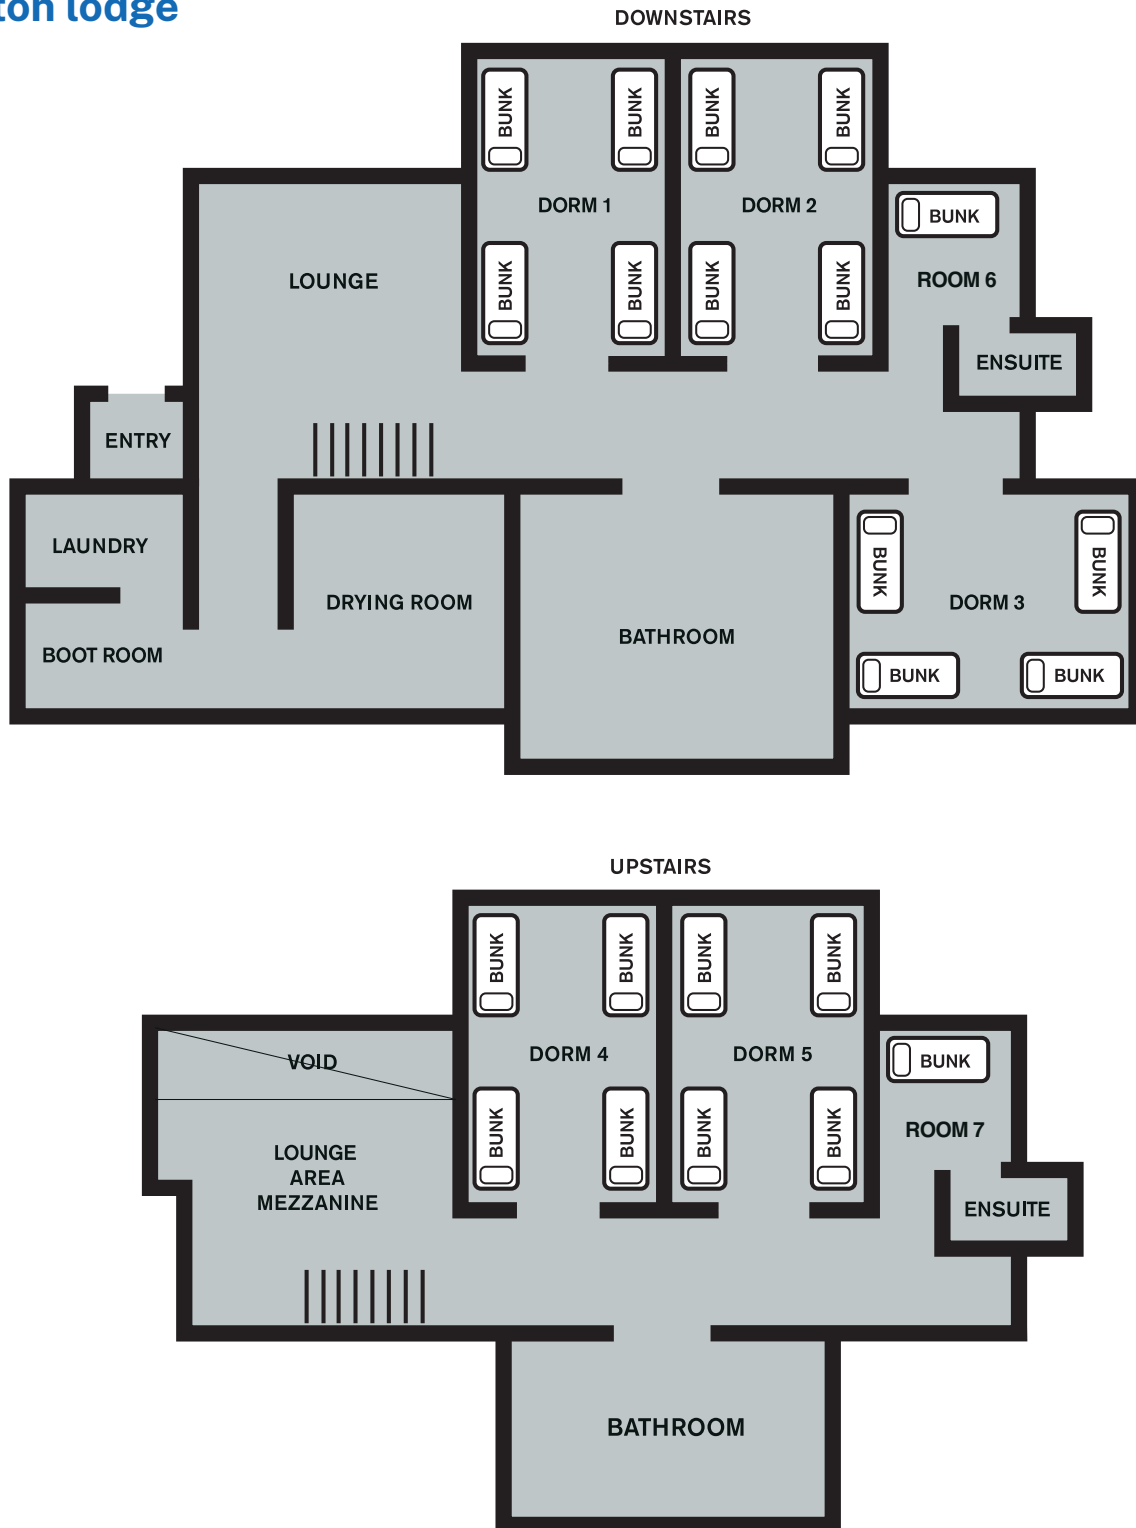 ton lodge
DOWNSTAIRS
BUNK
BUNK
BUNK
BUNK
DORM 1
DORM 2
BUNK
ROOM 6
LOUNGE
BUNK
BUNK
BUNK
BUNK
ENSUITE
ENTRY
LAUNDRY
BUNK
BUNK
DRYING ROOM
DORM 3
BATHROOM
BOOT ROOM
BUNK
BUNK
UPSTAIRS
BUNK
BUNK
BUNK
BUNK
DORM 4
DORM 5
VOID
BUNK
ROOM 7
BUNK
BUNK
BUNK
BUNK
LOUNGE
AREA
MEZZANINE
ENSUITE
BATHROOM